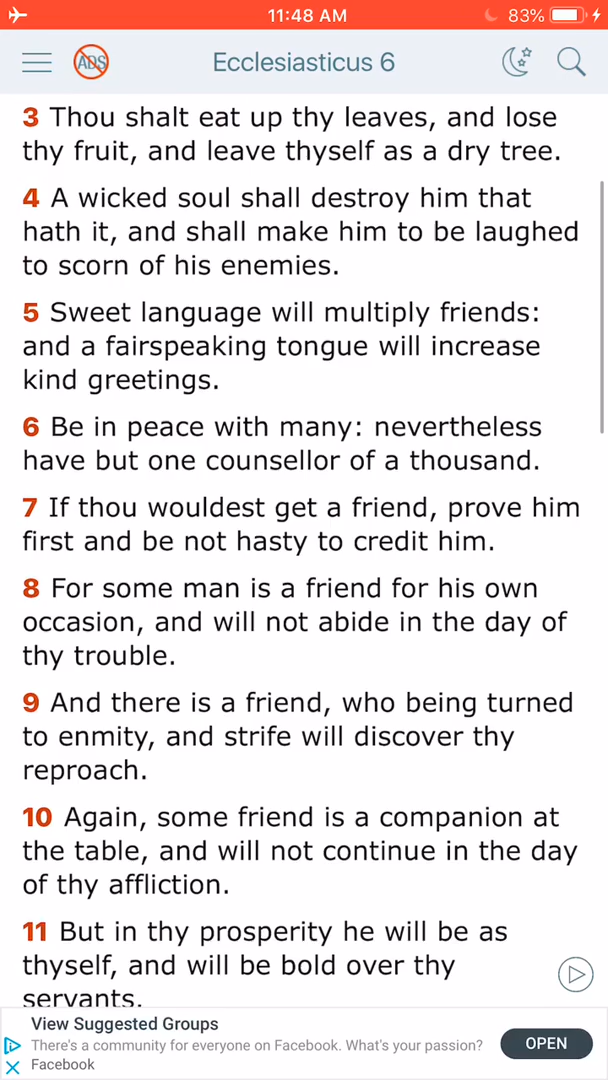 11:48 AM
83%
ADS
Ecclesiasticus 6
3 Thou shalt eat up thy leaves, and lose
thy fruit, and leave thyself as a dry tree.
4 A wicked soul shall destroy him that
hath it, and shall make him to be laughed
to scorn of his enemies.
5 Sweet language will multiply friends:
and a fairspeaking tongue will increase
kind greetings.
6 Be in peace with many: nevertheless
have but one counsellor of a thousand.
7 If thou wouldest get a friend, prove him
first and be not hasty to credit him.
8 For some man is a friend for his own
occasion, and will not abide in the day of
thy trouble.
9 And there is a friend, who being turned
to enmity, and strife will discover thy
reproach.
10 Again, some friend is a companion at
the table, and will not continue in the day
of thy affliction.
11 But in thy prosperity he will be as
thyself, and will be bold over thy
servants.
View Suggested Groups
There's a community for everyone on Facebook. What's your passion?
Facebook
OPEN